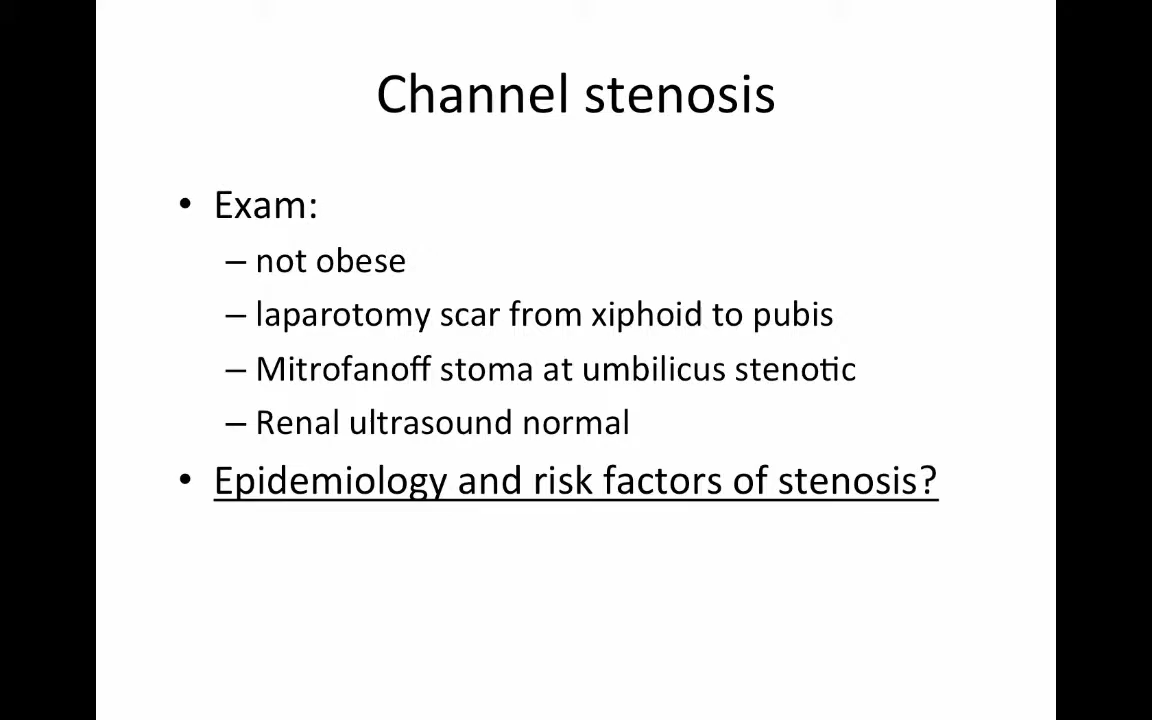 Channel stenosis
• Exam:
– not obese
– laparotomy scar from xiphoid to pubis
– Mitrofanoff stoma at umbilicus stenotic
– Renal ultrasound normal
• Epidemiology and risk factors of stenosis?